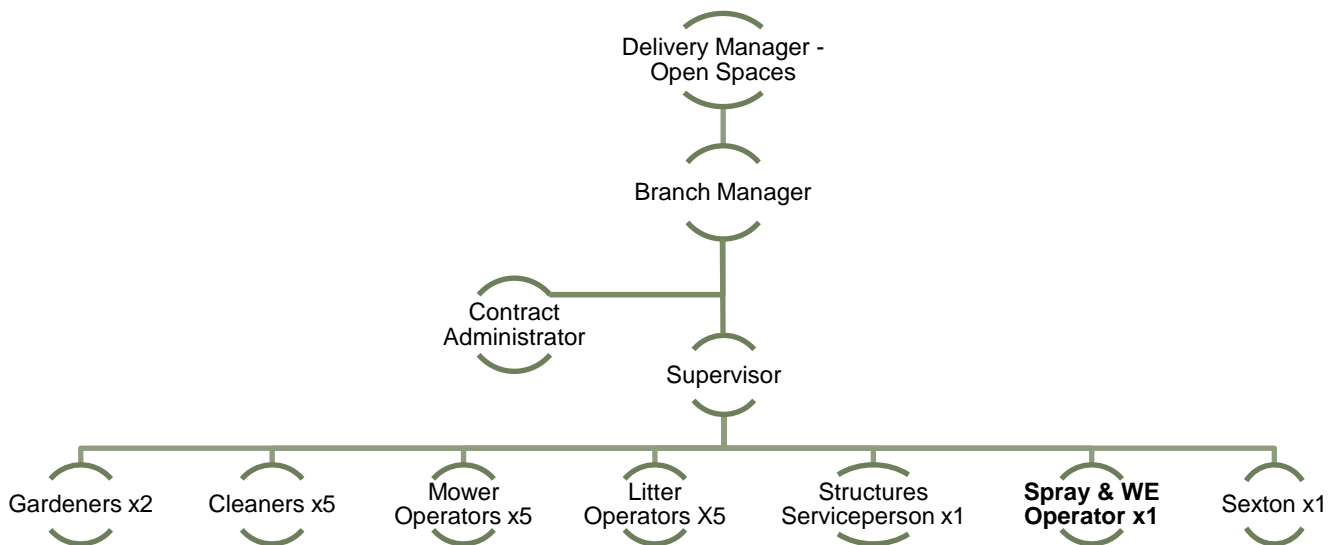 Delivery Manager -
Open Spaces
Branch Manager
Contract
Administrator
Supervisor
Gardeners x2
Cleaners x5
Mower
Operators x5
Litter
Operators X5
Structures
Serviceperson x1
Spray & WE
Operator x1
Sexton x1